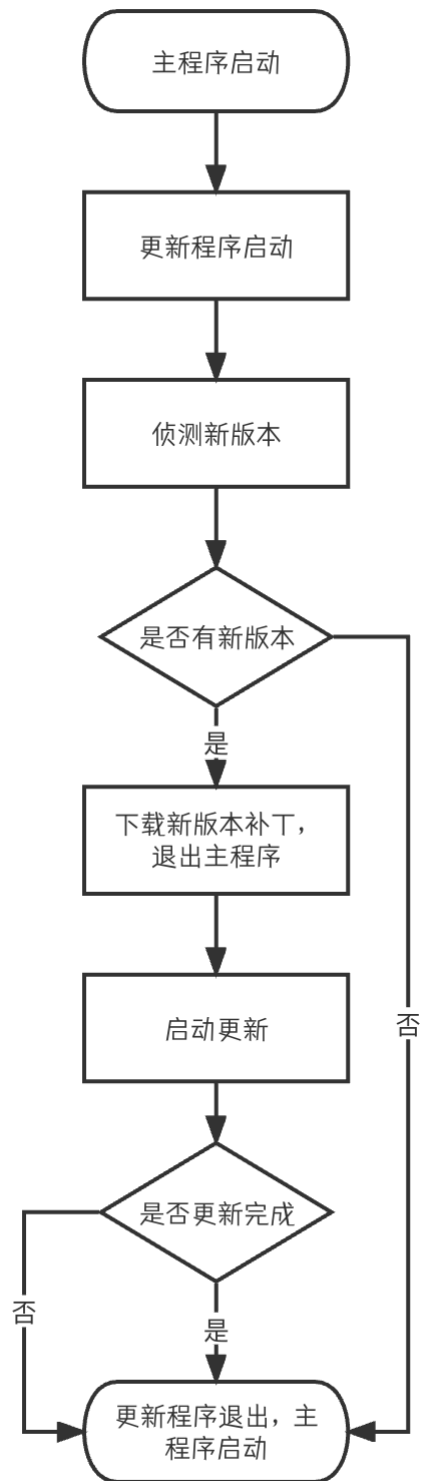 主程序启动
更新程序启动
侦测新版本
是否有新版本
是
下载新版本补丁，
退出主程序
启动更新
否
是否更新完成
否
是
更新程序退出，主
程序启动